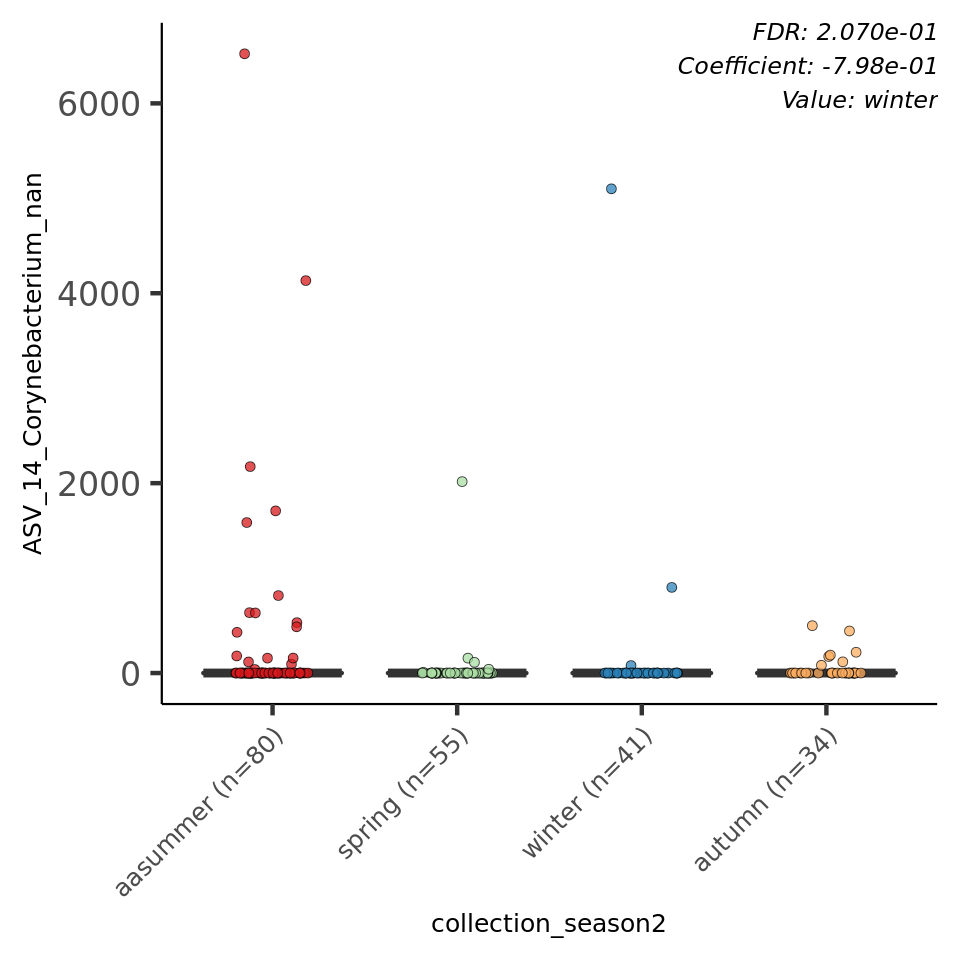 FDR: 2.070e-01
Coefficient: -7.98e-01
Value: winter
ASV_14_Corynebacterium_nan
6000
4000
2000
0
aasummer (n=80)
spring (n=55)
winter (n=41)
autumn (n=34)
collection_season2